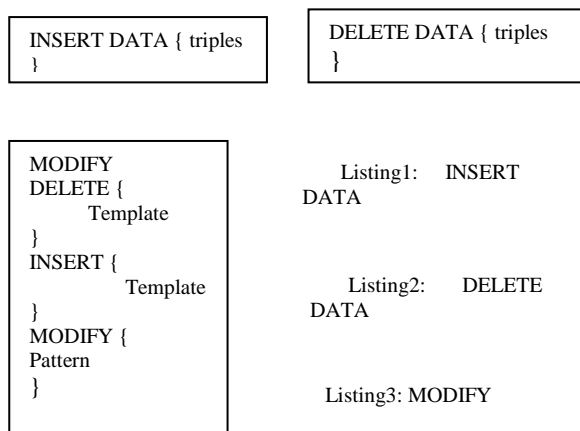 INSERT DATA { triples
}
DELETE DATA { triples
}
MODIFY
DELETE {
Template
}
INSERT {
Template
}
MODIFY {
Pattern
}
Listing1: INSERT
DATA
Listing2: DELETE
DATA
Listing3: MODIFY